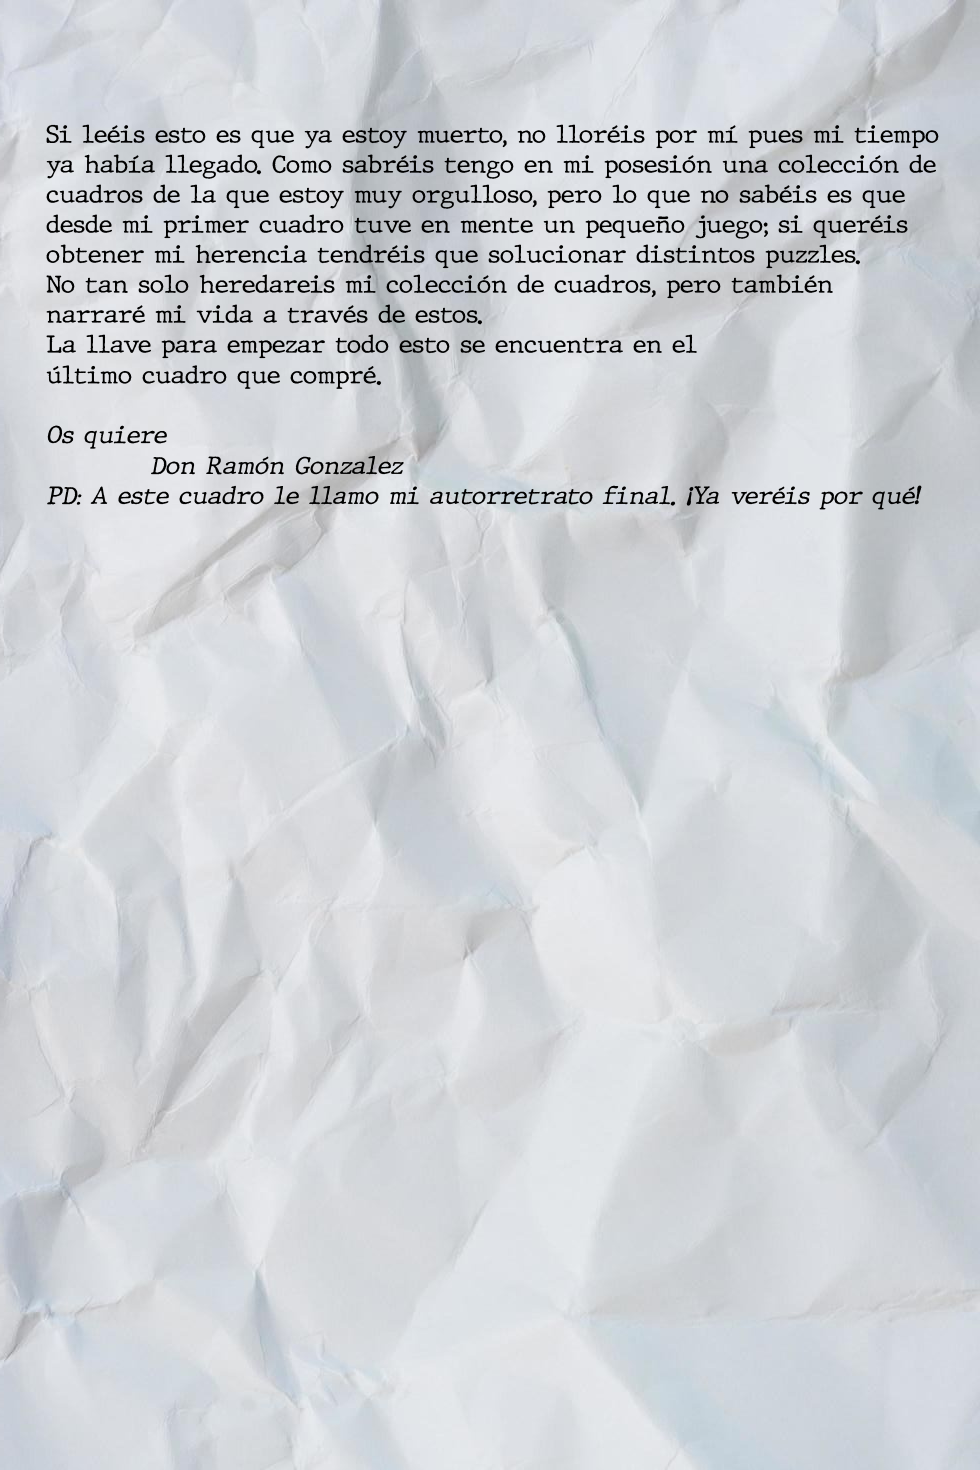 Si leéis esto es que ya estoy muerto, no lloréis por mí pues mi tiempo
ya había llegado. Como sabréis tengo en mi posesión una colección de
cuadros de la que estoy muy orgulloso, pero lo que no sabéis es que
desde mi primer cuadro tuve en mente un pequeño juego; si queréis
obtener mi herencia tendréis que solucionar distintos puzzles.
No tan solo heredareis mi colección de cuadros, pero también
narraré mi vida a través de estos.
La llave para empezar todo esto se encuentra en el
último cuadro que compré.
Os quiere
Don Ramón Gonzalez
PD: A este cuadro le llamo mi autorretrato final. ¡Ya veréis por qué!